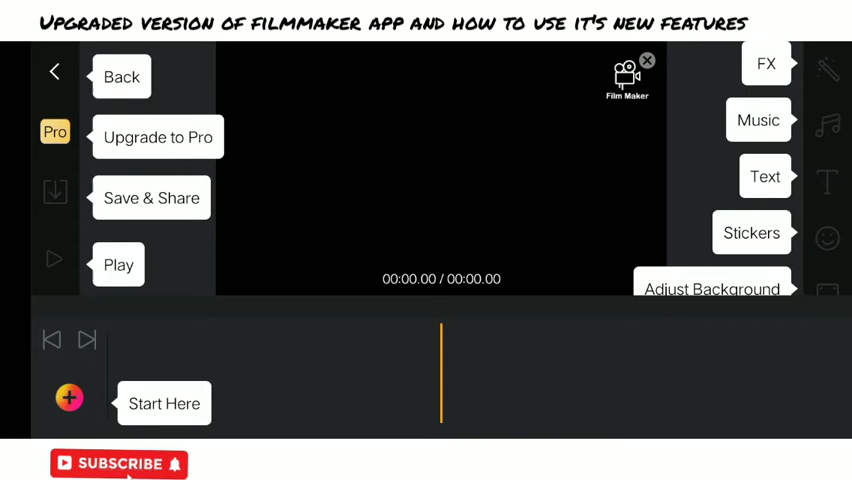 Upgraded version of filmmaker app and how to use it's new features
Back
Pro
Upgrade to Pro
Save & Share
Play
Film Maker
FX
Music
Text
Stickers
Adjust Background
00:00.00 / 00:00.00
Start Here
SUBSCRIBE